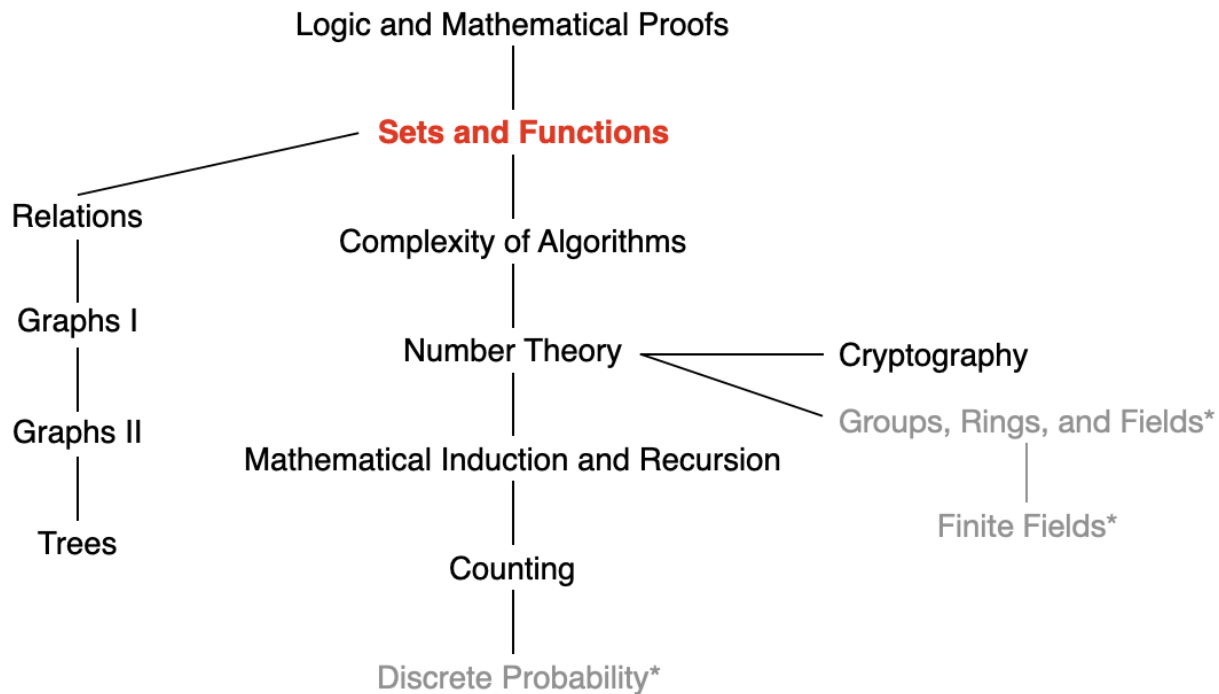 Logic and Mathematical Proofs
Sets and Functions
Relations
Complexity of Algorithms
Graphs I
Number Theory
Cryptography
Groups, Rings, and Fields*
Graphs II
Mathematical Induction and Recursion
Finite Fields*
Trees
Counting
Discrete Probability*